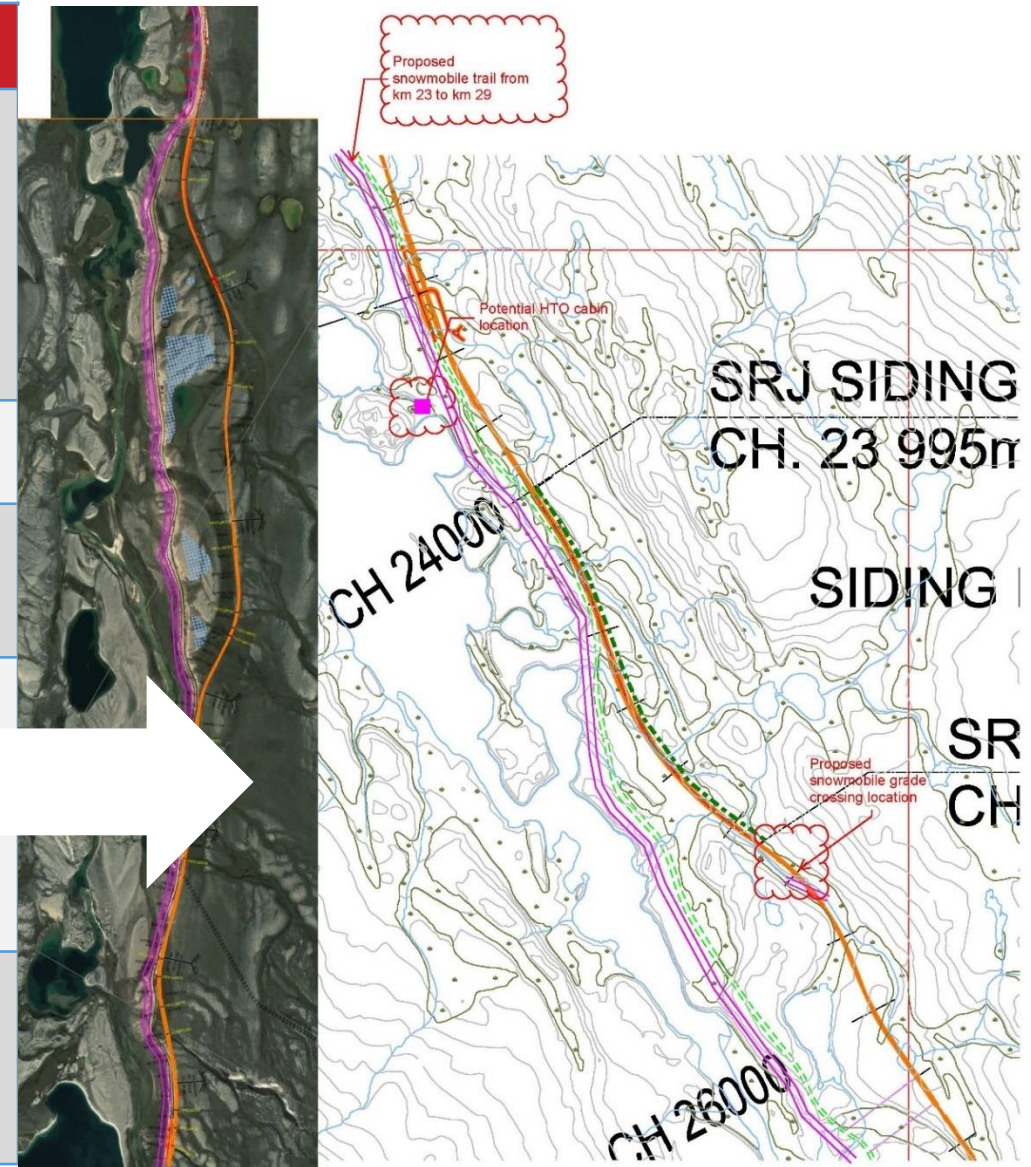 Proposed
snowmobile trail from
km 23 to km 29
Potential HTO cabin
location
SRJ SIDING
CH. 23 995m
CH 24000
SIDING
Proposed
snowmobile grade
crossing location
SR
CH
CH 26000